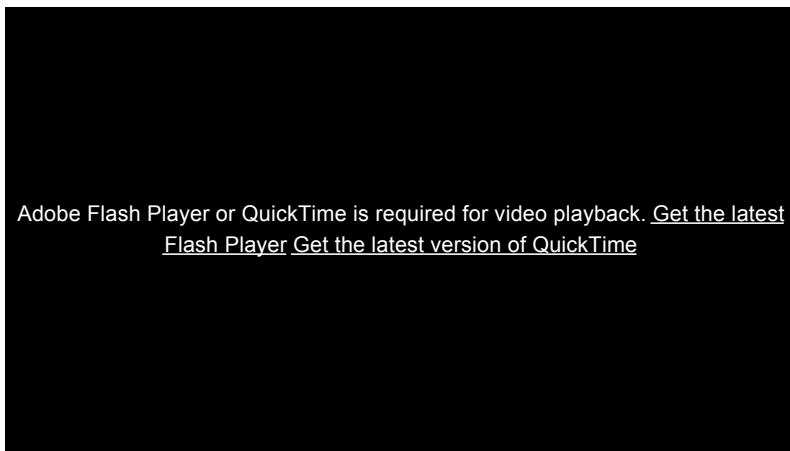 Adobe Flash Player or QuickTime is required for video playback. Get the latest
Flash Player Get the latest version of QuickTime